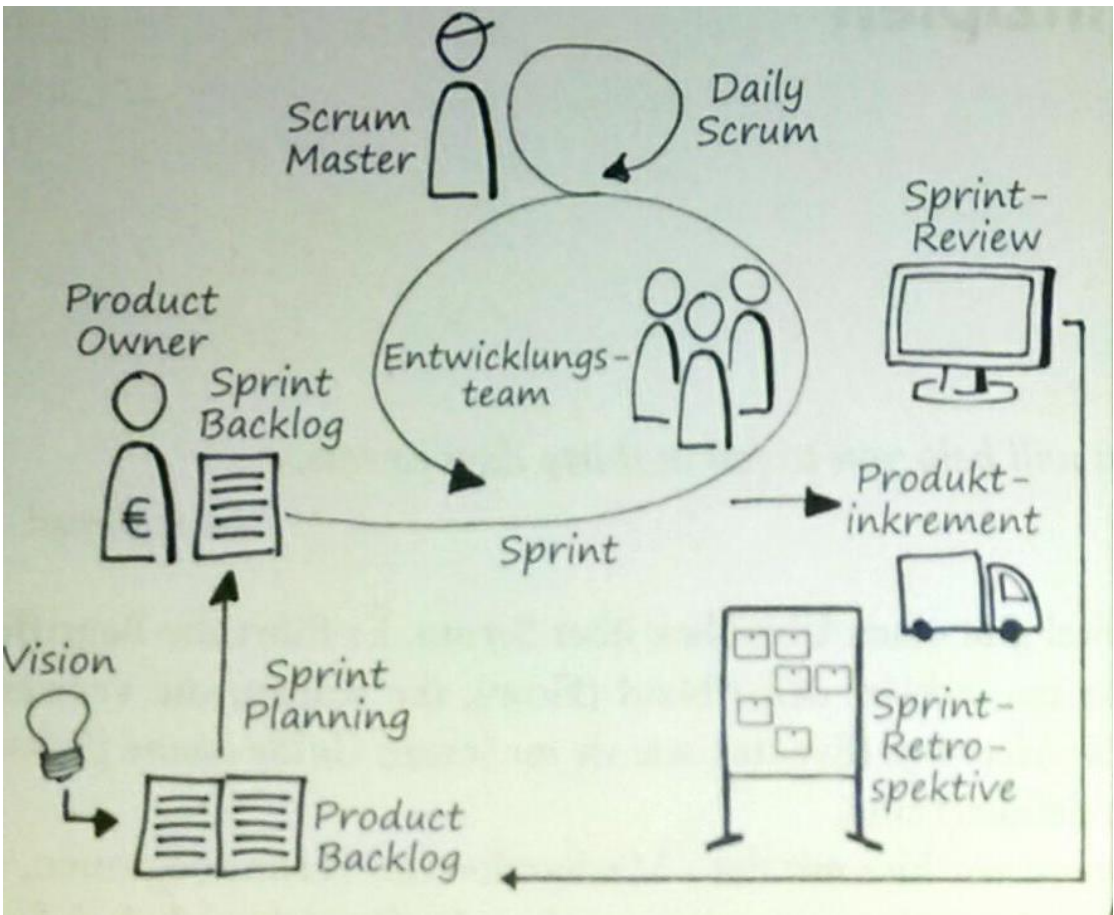 Scrum
Master
Daily
Scrum
Sprint-
Review
Product
Owner
Sprint
Backlog
Entwicklungs-
team
Produkt-
inkrement
Sprint
Vision
Sprint
Planning
Sprint-
Retro-
spektive
Product
Backlog
€